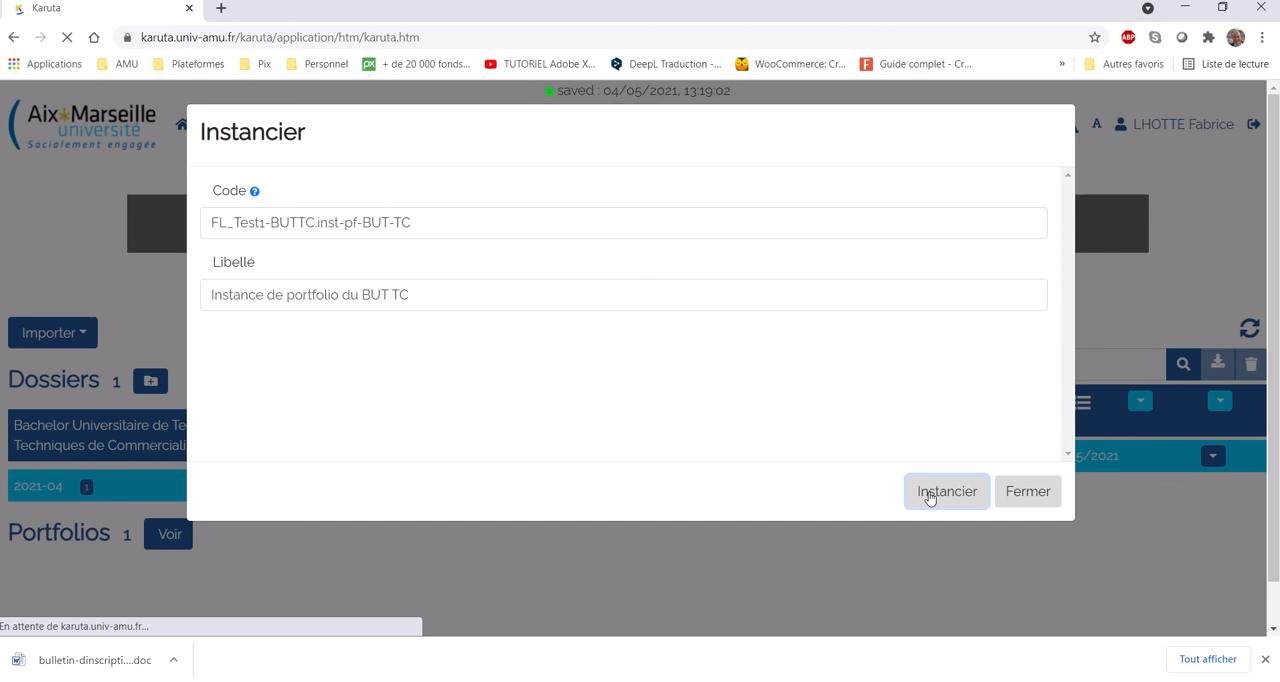 Karuta
karuta.univ-amu.fr/karuta/application/htm/karuta.htm
ABP
Applications AMU Plateformes Pix Personnel + de 20 000 fonds... TUTORIEL Adobe X... DeepL Traduction -... WooCommerce: Cr... Guide complet - Cr... » Autres favoris Liste de lecture
saved : 04/05/2021, 13:19:02
Aix*Marseille
université
Socialement engagée
A LHOTTE Fabrice
Instancier
Code ?
FL_Test1-BUTTC.inst-pf-BUT-TC
Libellé
Instance de portfolio du BUT TC
Importer
Dossiers 1
Bachelor Universitaire de Te
Techniques de Commerciali
5/2021
2021-04 1
Instancier Fermer
Portfolios 1 Voir
En attente de karuta.univ-amu.fr...
bulletin-dinscripti....doc
Tout afficher